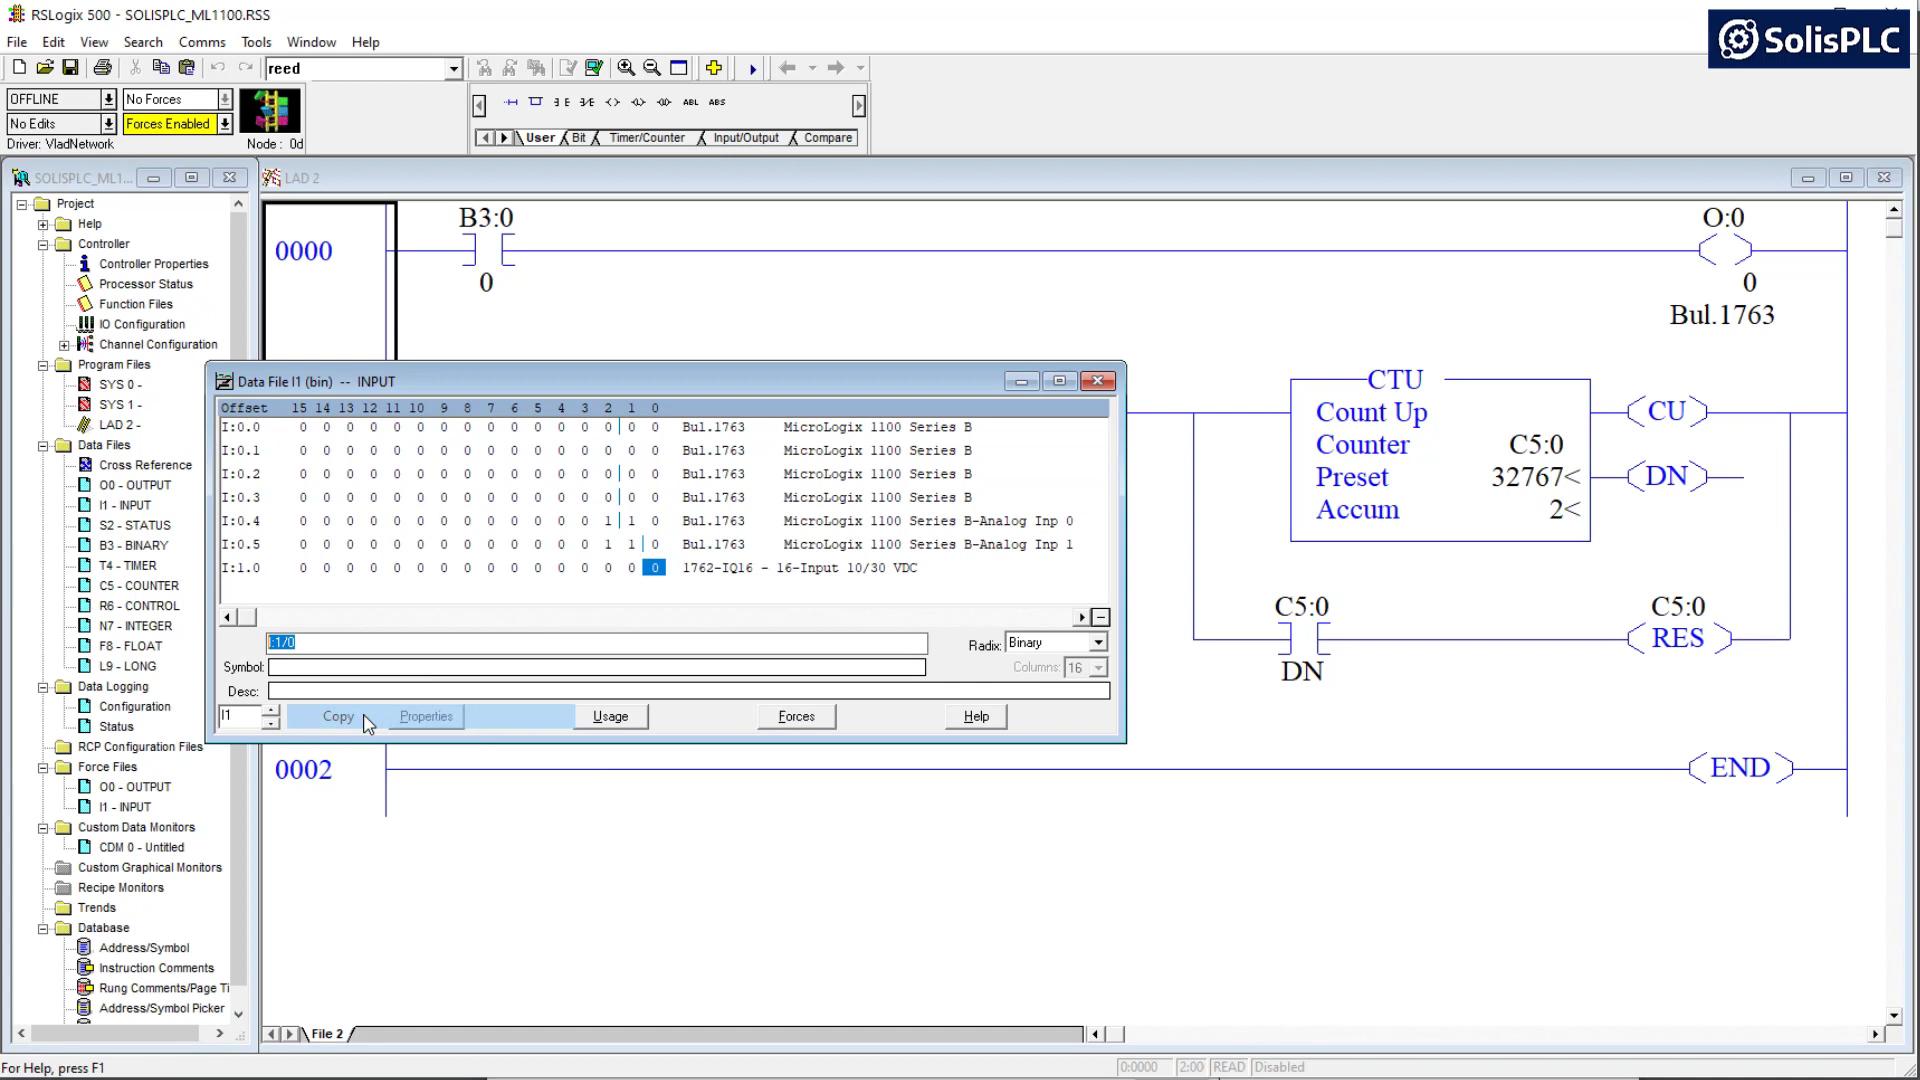 RSLogix 500 - SOLISPLC_ML1100.RSS
SolisPLC
File Edit View Search Comms Tools Window Help
reed
OFFLINE No Forces
ABL ABS
No Edits Forces Enabled
User Bit Timer/Counter Input/Output Compare
Driver: VladNetwork Node : 0d
SOLISPLC_ML1...
LAD 2
Project
Help
Controller
Controller Properties
Processor Status
Function Files
IO Configuration
Channel Configuration
Program Files
SYS 0 -
SYS 1 -
LAD 2 -
Data Files
Cross Reference
O0 - OUTPUT
I1 - INPUT
S2 - STATUS
B3 - BINARY
T4 - TIMER
C5 - COUNTER
R6 - CONTROL
N7 - INTEGER
F8 - FLOAT
L9 - LONG
Data Logging
Configuration
Status
RCP Configuration Files
Force Files
O0 - OUTPUT
I1 - INPUT
Custom Data Monitors
CDM 0 - Untitled
Custom Graphical Monitors
Recipe Monitors
Trends
Database
Address/Symbol
Instruction Comments
Rung Comments/Page Ti
Address/Symbol Picker
B3:0
O:0
0000
0
0
Bul.1763
Data File I1 (bin) -- INPUT
Offset 15 14 13 12 11 10 9 8 7 6 5 4 3 2 1 0
I:0.0 0 0 0 0 0 0 0 0 0 0 0 0 0 0 0 0 Bul.1763 MicroLogix 1100 Series B
I:0.1 0 0 0 0 0 0 0 0 0 0 0 0 0 0 0 0 Bul.1763 MicroLogix 1100 Series B
I:0.2 0 0 0 0 0 0 0 0 0 0 0 0 0 0 0 0 Bul.1763 MicroLogix 1100 Series B
I:0.3 0 0 0 0 0 0 0 0 0 0 0 0 0 0 0 0 Bul.1763 MicroLogix 1100 Series B
I:0.4 0 0 0 0 0 0 0 0 0 0 0 0 0 1 1 0 Bul.1763 MicroLogix 1100 Series B-Analog Inp 0
I:0.5 0 0 0 0 0 0 0 0 0 0 0 0 0 1 1 0 Bul.1763 MicroLogix 1100 Series B-Analog Inp 1
I:1.0 0 0 0 0 0 0 0 0 0 0 0 0 0 0 0 0 1762-IQ16 - 16-Input 10/30 VDC
I:1/0
Radix: Binary
Symbol: Columns: 16
Desc:
I1 Copy Properties Usage Forces Help
CTU
Count Up
Counter C5:0
Preset 32767<
Accum 2<
CU
DN
C5:0
DN
C5:0
RES
0002
END
File 2
For Help, press F1
0:0000 2:00 READ Disabled